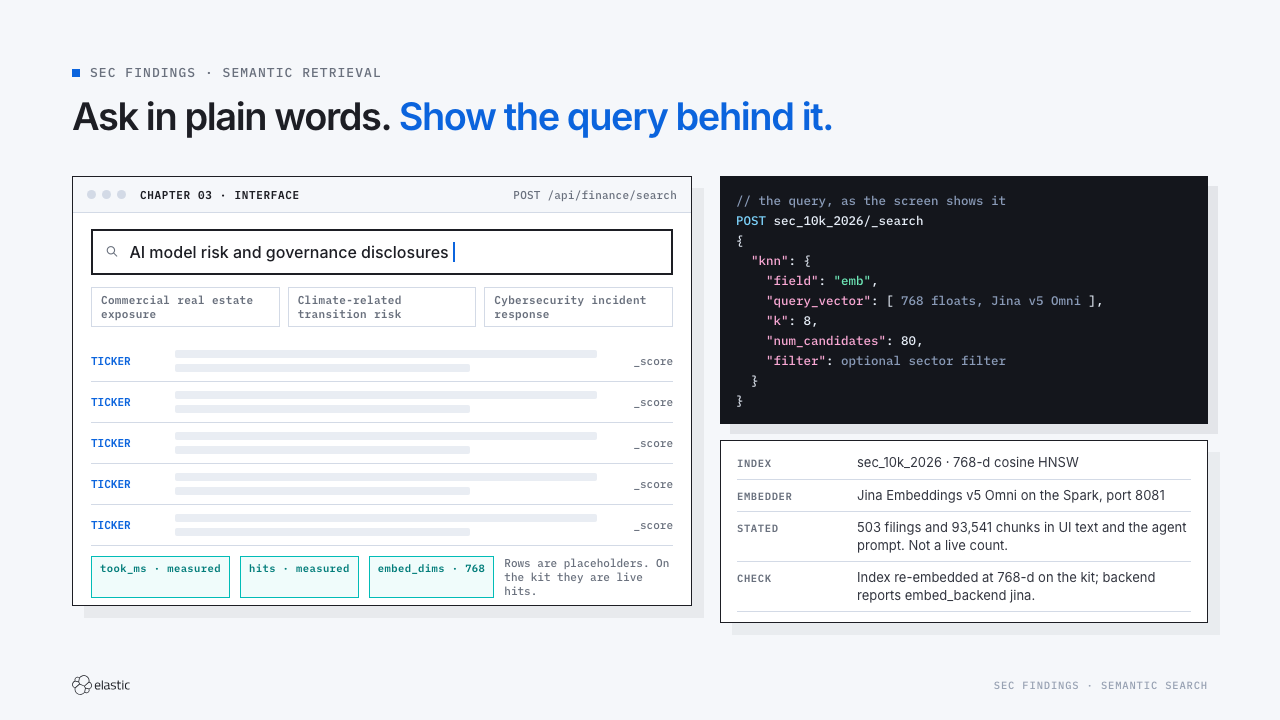 SEC FINDINGS · SEMANTIC RETRIEVAL
Ask in plain words. Show the query behind it.
CHAPTER 03 · INTERFACE
POST /api/finance/search
AI model risk and governance disclosures
Commercial real estate
exposure
Climate-related
transition risk
Cybersecurity incident
response
TICKER _score
TICKER _score
TICKER _score
TICKER _score
TICKER _score
took_ms · measured
hits · measured
embed_dims · 768
Rows are placeholders. On
the kit they are live
hits.
// the query, as the screen shows it
POST sec_10k_2026/_search
{
"knn": {
"field": "emb",
"query_vector": [ 768 floats, Jina v5 Omni ],
"k": 8,
"num_candidates": 80,
"filter": optional sector filter
}
}
INDEX sec_10k_2026 · 768-d cosine HNSW
EMBEDDER Jina Embeddings v5 Omni on the Spark, port 8081
STATED 503 filings and 93,541 chunks in UI text and the agent
prompt. Not a live count.
CHECK Index re-embedded at 768-d on the kit; backend
reports embed_backend jina.
elastic
SEC FINDINGS · SEMANTIC SEARCH